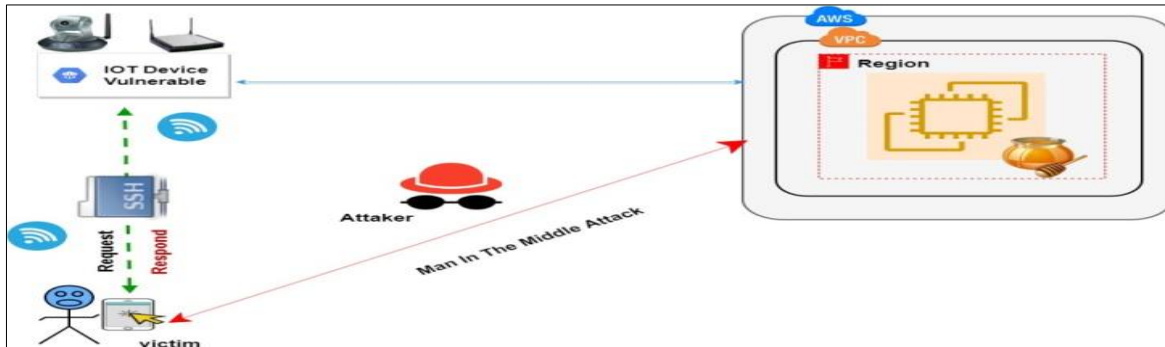 AWS
VPC
IOT Device
Vulnerable
Region
SSH
Attaker
Man In The Middle Attack
Request
Respond
victim